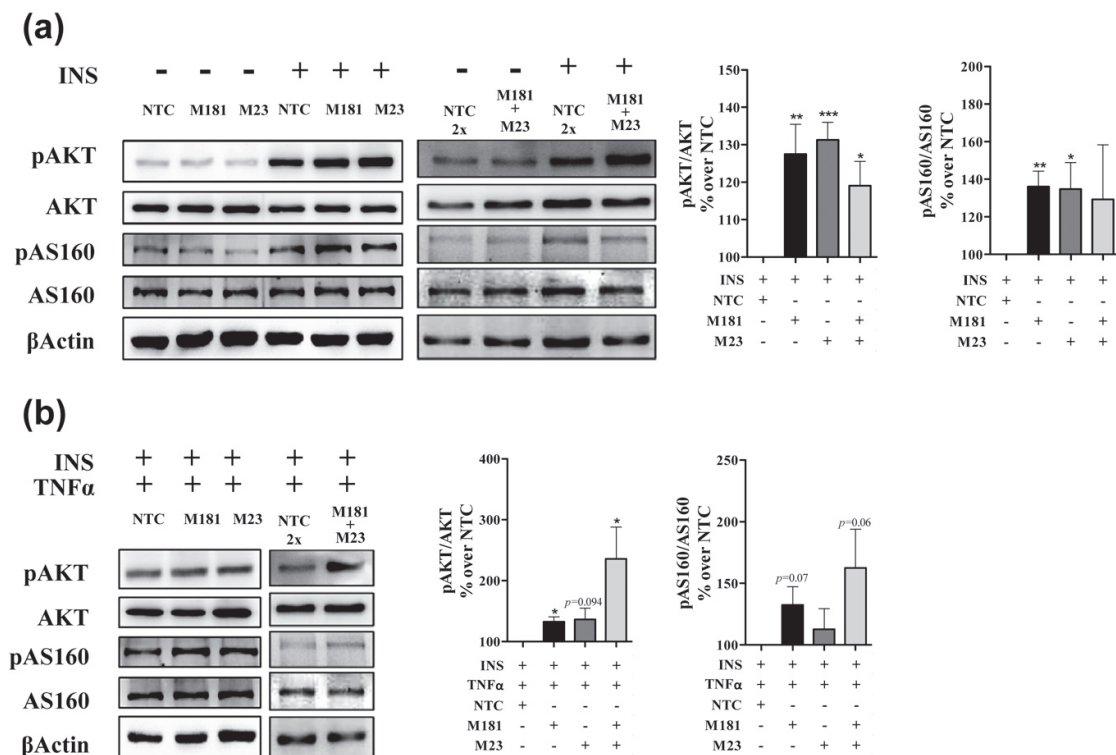 (a)
INS - - - + + +
NTC M181 M23 NTC M181 M23
- - + +
NTC 2x M181 + M23 NTC 2x M181 + M23
pAKT
AKT
pAS160
AS160
βActin
pAKT/AKT
% over NTC
150
140
130
120
110
100
** *** *
INS + + + +
NTC + - - -
M181 - + - +
M23 - - + +
pAS160/AS160
% over NTC
200
180
160
140
120
100
** *
INS + + + +
NTC + - - -
M181 - + - +
M23 - - + +
(b)
INS + + + + +
TNFα + + + + +
NTC M181 M23 NTC 2x M181 + M23
pAKT
AKT
pAS160
AS160
βActin
pAKT/AKT
% over NTC
400
300
200
100
* p=0.094 *
INS + + + +
TNFα + + + +
NTC + - - -
M181 - + - +
M23 - - + +
pAS160/AS160
% over NTC
250
200
150
100
p=0.07 p=0.06
INS + + + +
TNFα + + + +
NTC + - - -
M181 - + - +
M23 - - + +